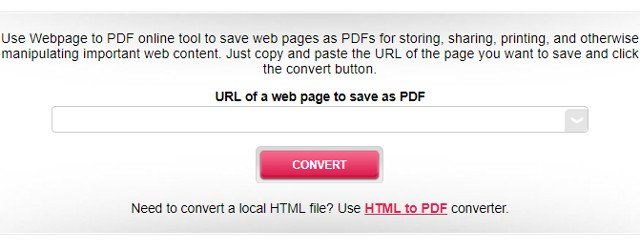 Use Webpage to PDF online tool to save web pages as PDFs for storing, sharing, printing, and otherwise
manipulating important web content. Just copy and paste the URL of the page you want to save and click
the convert button.
URL of a web page to save as PDF
CONVERT
Need to convert a local HTML file? Use HTML to PDF converter.